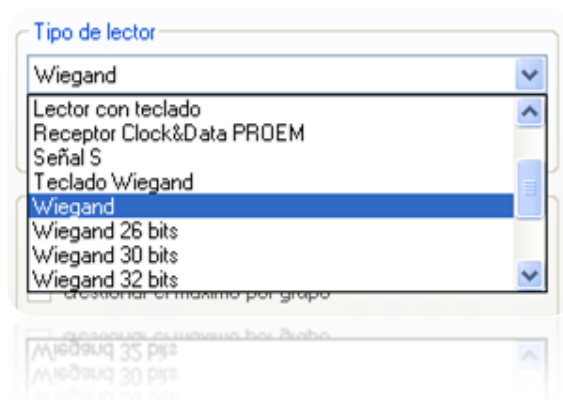 Tipo de lector
Wiegand
Lector con teclado
Receptor Clock&Data PROEM
Señal S
Teclado Wiegand
Wiegand
Wiegand 26 bits
Wiegand 30 bits
Wiegand 32 bits
Gestionar el máximo por grupo